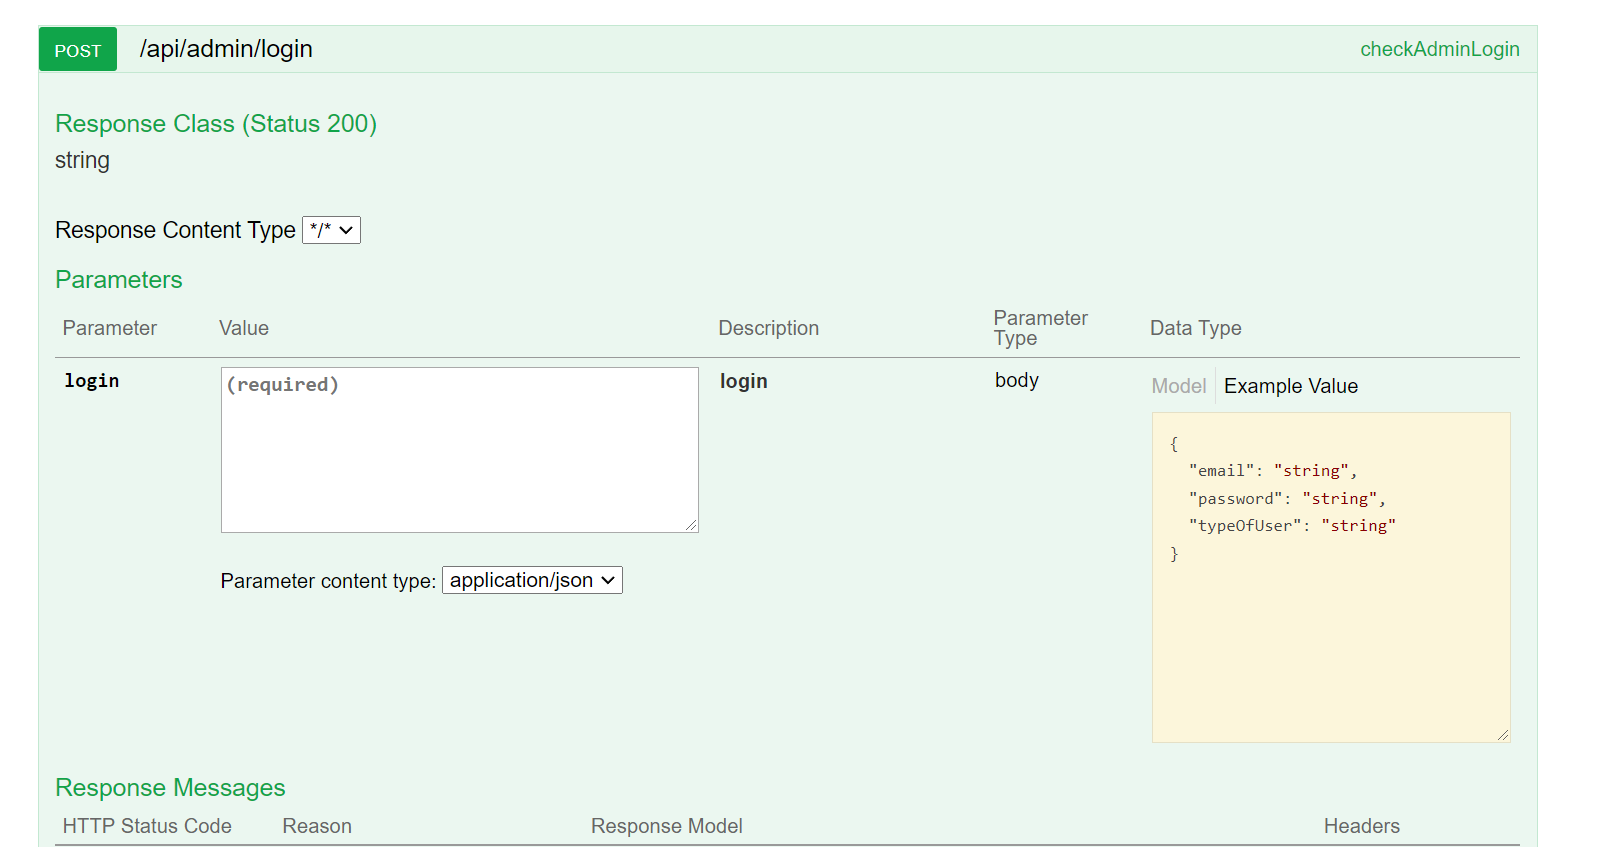 POST /api/admin/login checkAdminLogin
Response Class (Status 200)
string
Response Content Type */*
Parameters
Parameter Value Description Parameter Type Data Type
login (required) login body Model Example Value
{
"email": "string",
"password": "string",
"typeOfUser": "string"
}
Parameter content type: application/json
Response Messages
HTTP Status Code Reason Response Model Headers